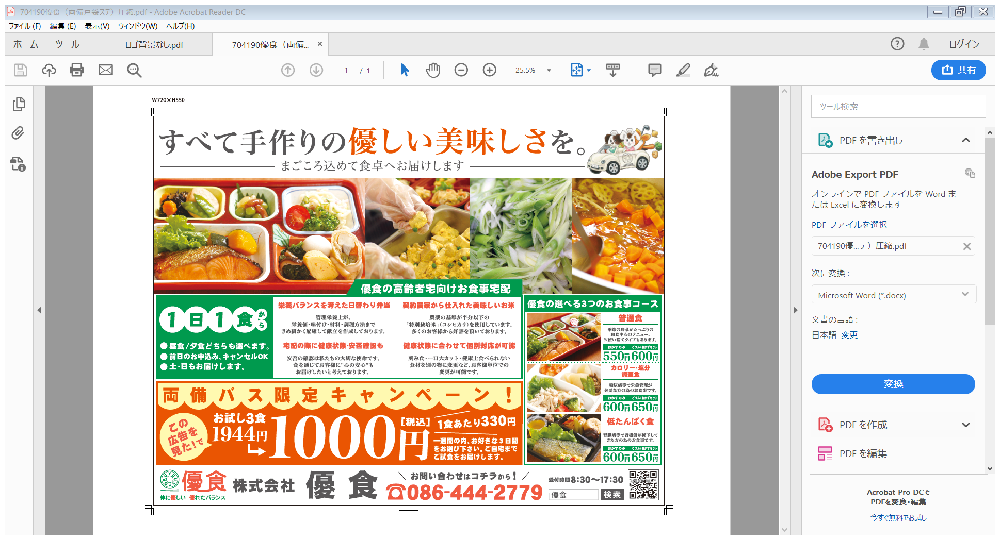 704190優食（両備戸袋ステ）圧縮.pdf - Adobe Acrobat Reader DC
ファイル (F) 編集 (E) 表示(V) ウィンドウ(W) ヘルプ(H)
ホーム ツール ロゴ背景なし.pdf 704190優食（両備... × ログイン
1 / 1 25.5% 共有
W720×H550
すべて手作りの優しい美味しさを。
まごころ込めて食卓へお届けします
優食の高齢者宅向けお食事宅配
1日1食から
●昼食/夕食どちらも選べます。
●前日のお申込み、キャンセルOK
●土・日もお届けします。
栄養バランスを考えた日替わり弁当
管理栄養士が、
栄養価・味付け・材料・調理方法まで
きめ細かく配慮して献立を作成しております。
契約農家から仕入れた美味しいお米
農薬の基準が半分以下の
「特別栽培米」（コシヒカリ）を使用しています。
多くのお客様から好評を頂いております。
宅配の際に健康状態・安否確認も
安否の確認は私たちの大切な使命です。
食を通じてお客様に“心の安心”も
お届けしたいと考えております。
健康状態に合わせて個別対応が可能
刻み食・一口大カット・健康上食べられない
食材を別の物に変更など、お客様単位での
変更が可能です。
優食の選べる3つのお食事コース
普通食
季節の野菜がたっぷりの
和食中心のメニュー。
※使い捨てタイプもあります。
おかずのみ ごはん+おかずセット
550円 600円
カロリー・塩分
調整食
糖尿病等で栄養管理が
必要な方の為のお食事です。
おかずのみ ごはん+おかずセット
600円 650円
低たんぱく食
腎臓病等で腎機能が低下して
きた方の為のお食事です。
おかずのみ ごはん+おかずセット
600円 650円
両備バス限定キャンペーン！
この
広告を
見た！で
お試し3食
1944円
1000円
[税込]
1食あたり330円
一週間の内、お好きな3日間
をお選び下さい。ご自宅まで
ご試食をお届けします。
YUSYOKU
優食
体に優しい 優れたバランス
株式会社 優食
＼ お問い合わせはコチラから！ ／
☎086-444-2779
受付時間8:30～17:30
優食 検索
ツール検索
PDF を書き出し
Adobe Export PDF
オンラインで PDF ファイルを Word ま
たは Excel に変換します
PDF ファイルを選択
704190優...テ）圧縮.pdf
次に変換 :
Microsoft Word (*.docx)
文書の言語 :
日本語 変更
変換
PDF を作成
PDF を編集
Acrobat Pro DCで
PDFを変換・編集
今すぐ無料でお試し